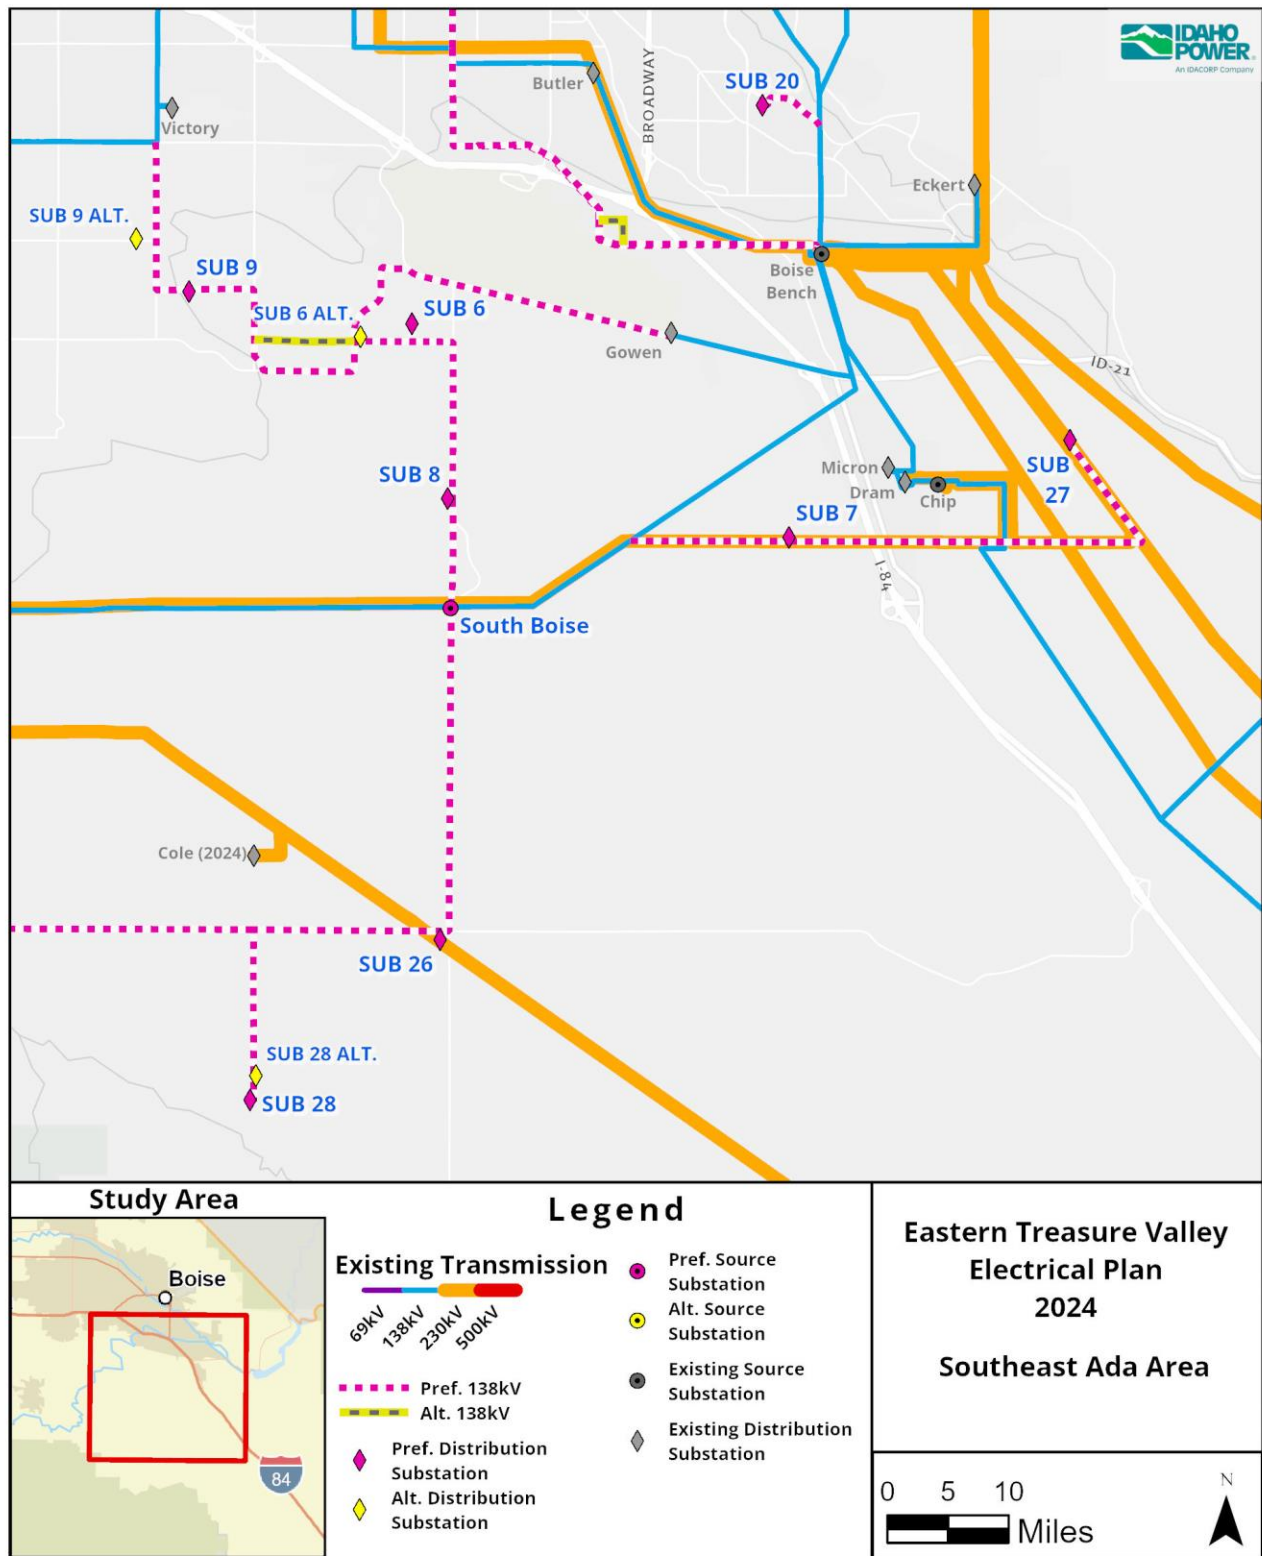 IDAHO
POWER®
An IDACORP Company
BROADWAY
SUB 20
Butler
Victory
Eckert
SUB 9 ALT.
SUB 9
Boise
Bench
SUB 6 ALT.
SUB 6
Gowen
ID-21
SUB 8
Micron
Dram
Chip
SUB
27
SUB 7
I-84
South Boise
Cole (2024)
SUB 26
SUB 28 ALT.
SUB 28
Study Area
Boise
84
Legend
Existing Transmission
69kV
138kV
230kV
500kV
Pref. 138kV
Alt. 138kV
Pref. Distribution
Substation
Alt. Distribution
Substation
Pref. Source
Substation
Alt. Source
Substation
Existing Source
Substation
Existing Distribution
Substation
Eastern Treasure Valley
Electrical Plan
2024
Southeast Ada Area
0 5 10
Miles
N